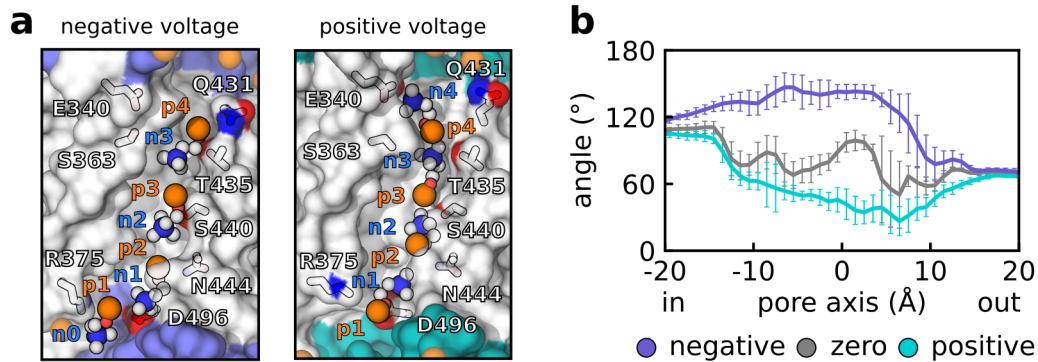 a
negative voltage
Q431
E340
p4
n3
S363
T435
p3
n2
S440
p2
R375
n1
N444
p1
D496
n0
positive voltage
Q431
E340
n4
p4
S363
n3
T435
p3
n2
S440
p2
R375
n1
N444
p1
D496
b
180
120
60
0
angle (°)
-20 -10 0 10 20
in pore axis (Å) out
negative zero positive